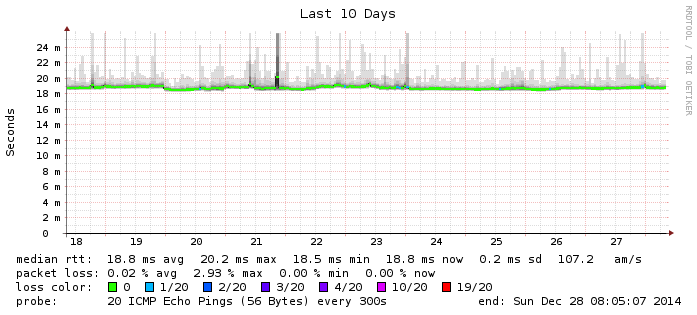 Last 10 Days
RRDTOOL / TOBI OETIKER
Seconds
24 m
22 m
20 m
18 m
16 m
14 m
12 m
10 m
8 m
6 m
4 m
2 m
0
18 19 20 21 22 23 24 25 26 27
median rtt: 18.8 ms avg 20.2 ms max 18.5 ms min 18.8 ms now 0.2 ms sd 107.2 am/s
packet loss: 0.02 % avg 2.93 % max 0.00 % min 0.00 % now
loss color: 0 1/20 2/20 3/20 4/20 10/20 19/20
probe: 20 ICMP Echo Pings (56 Bytes) every 300s end: Sun Dec 28 08:05:07 2014